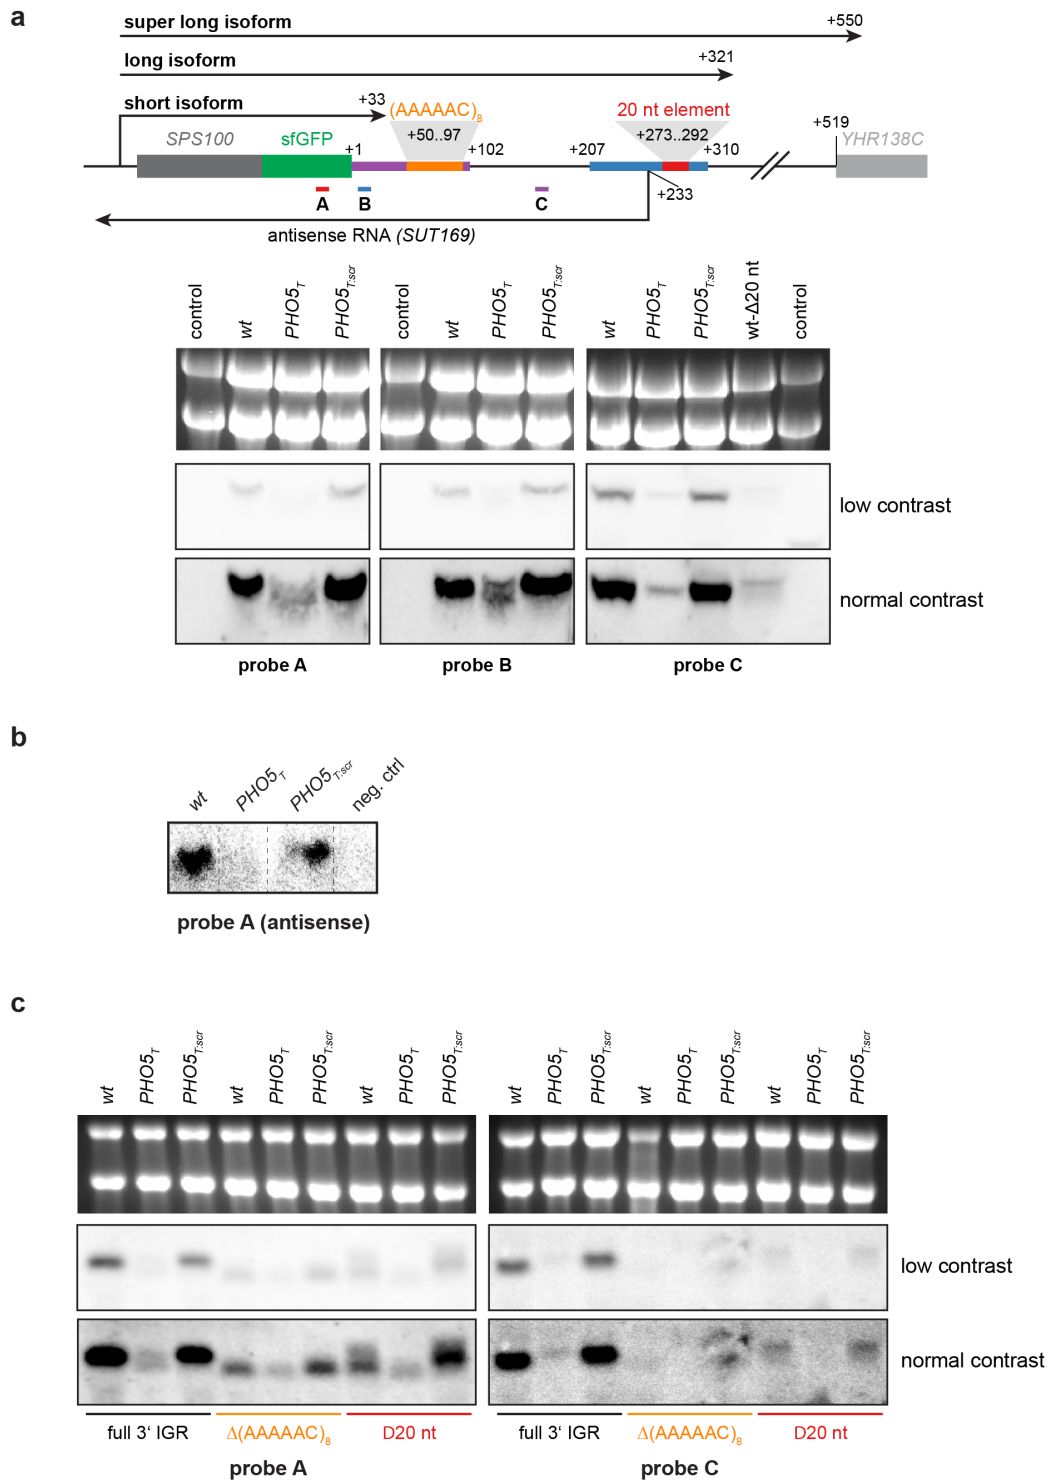 a
super long isoform
+550
long isoform
+321
short isoform
+33
(AAAAAC)8
20 nt element
SPS100
sfGFP
+1
+50..97
+102
+207
+273..292
+310
+519
YHR138C
A
B
C
+233
antisense RNA (SUT169)
control
wt
PHO5T
PHO5T:scr
control
wt
PHO5T
PHO5T:scr
wt
PHO5T
PHO5T:scr
wt-Δ20 nt
control
low contrast
normal contrast
probe A
probe B
probe C
b
wt
PHO5T
PHO5T:scr
neg. ctrl
probe A (antisense)
c
wt
PHO5T
PHO5T:scr
wt
PHO5T
PHO5T:scr
wt
PHO5T
PHO5T:scr
wt
PHO5T
PHO5T:scr
wt
PHO5T
PHO5T:scr
wt
PHO5T
PHO5T:scr
low contrast
normal contrast
full 3‘ IGR
Δ(AAAAAC)8
D20 nt
full 3‘ IGR
Δ(AAAAAC)8
D20 nt
probe A
probe C